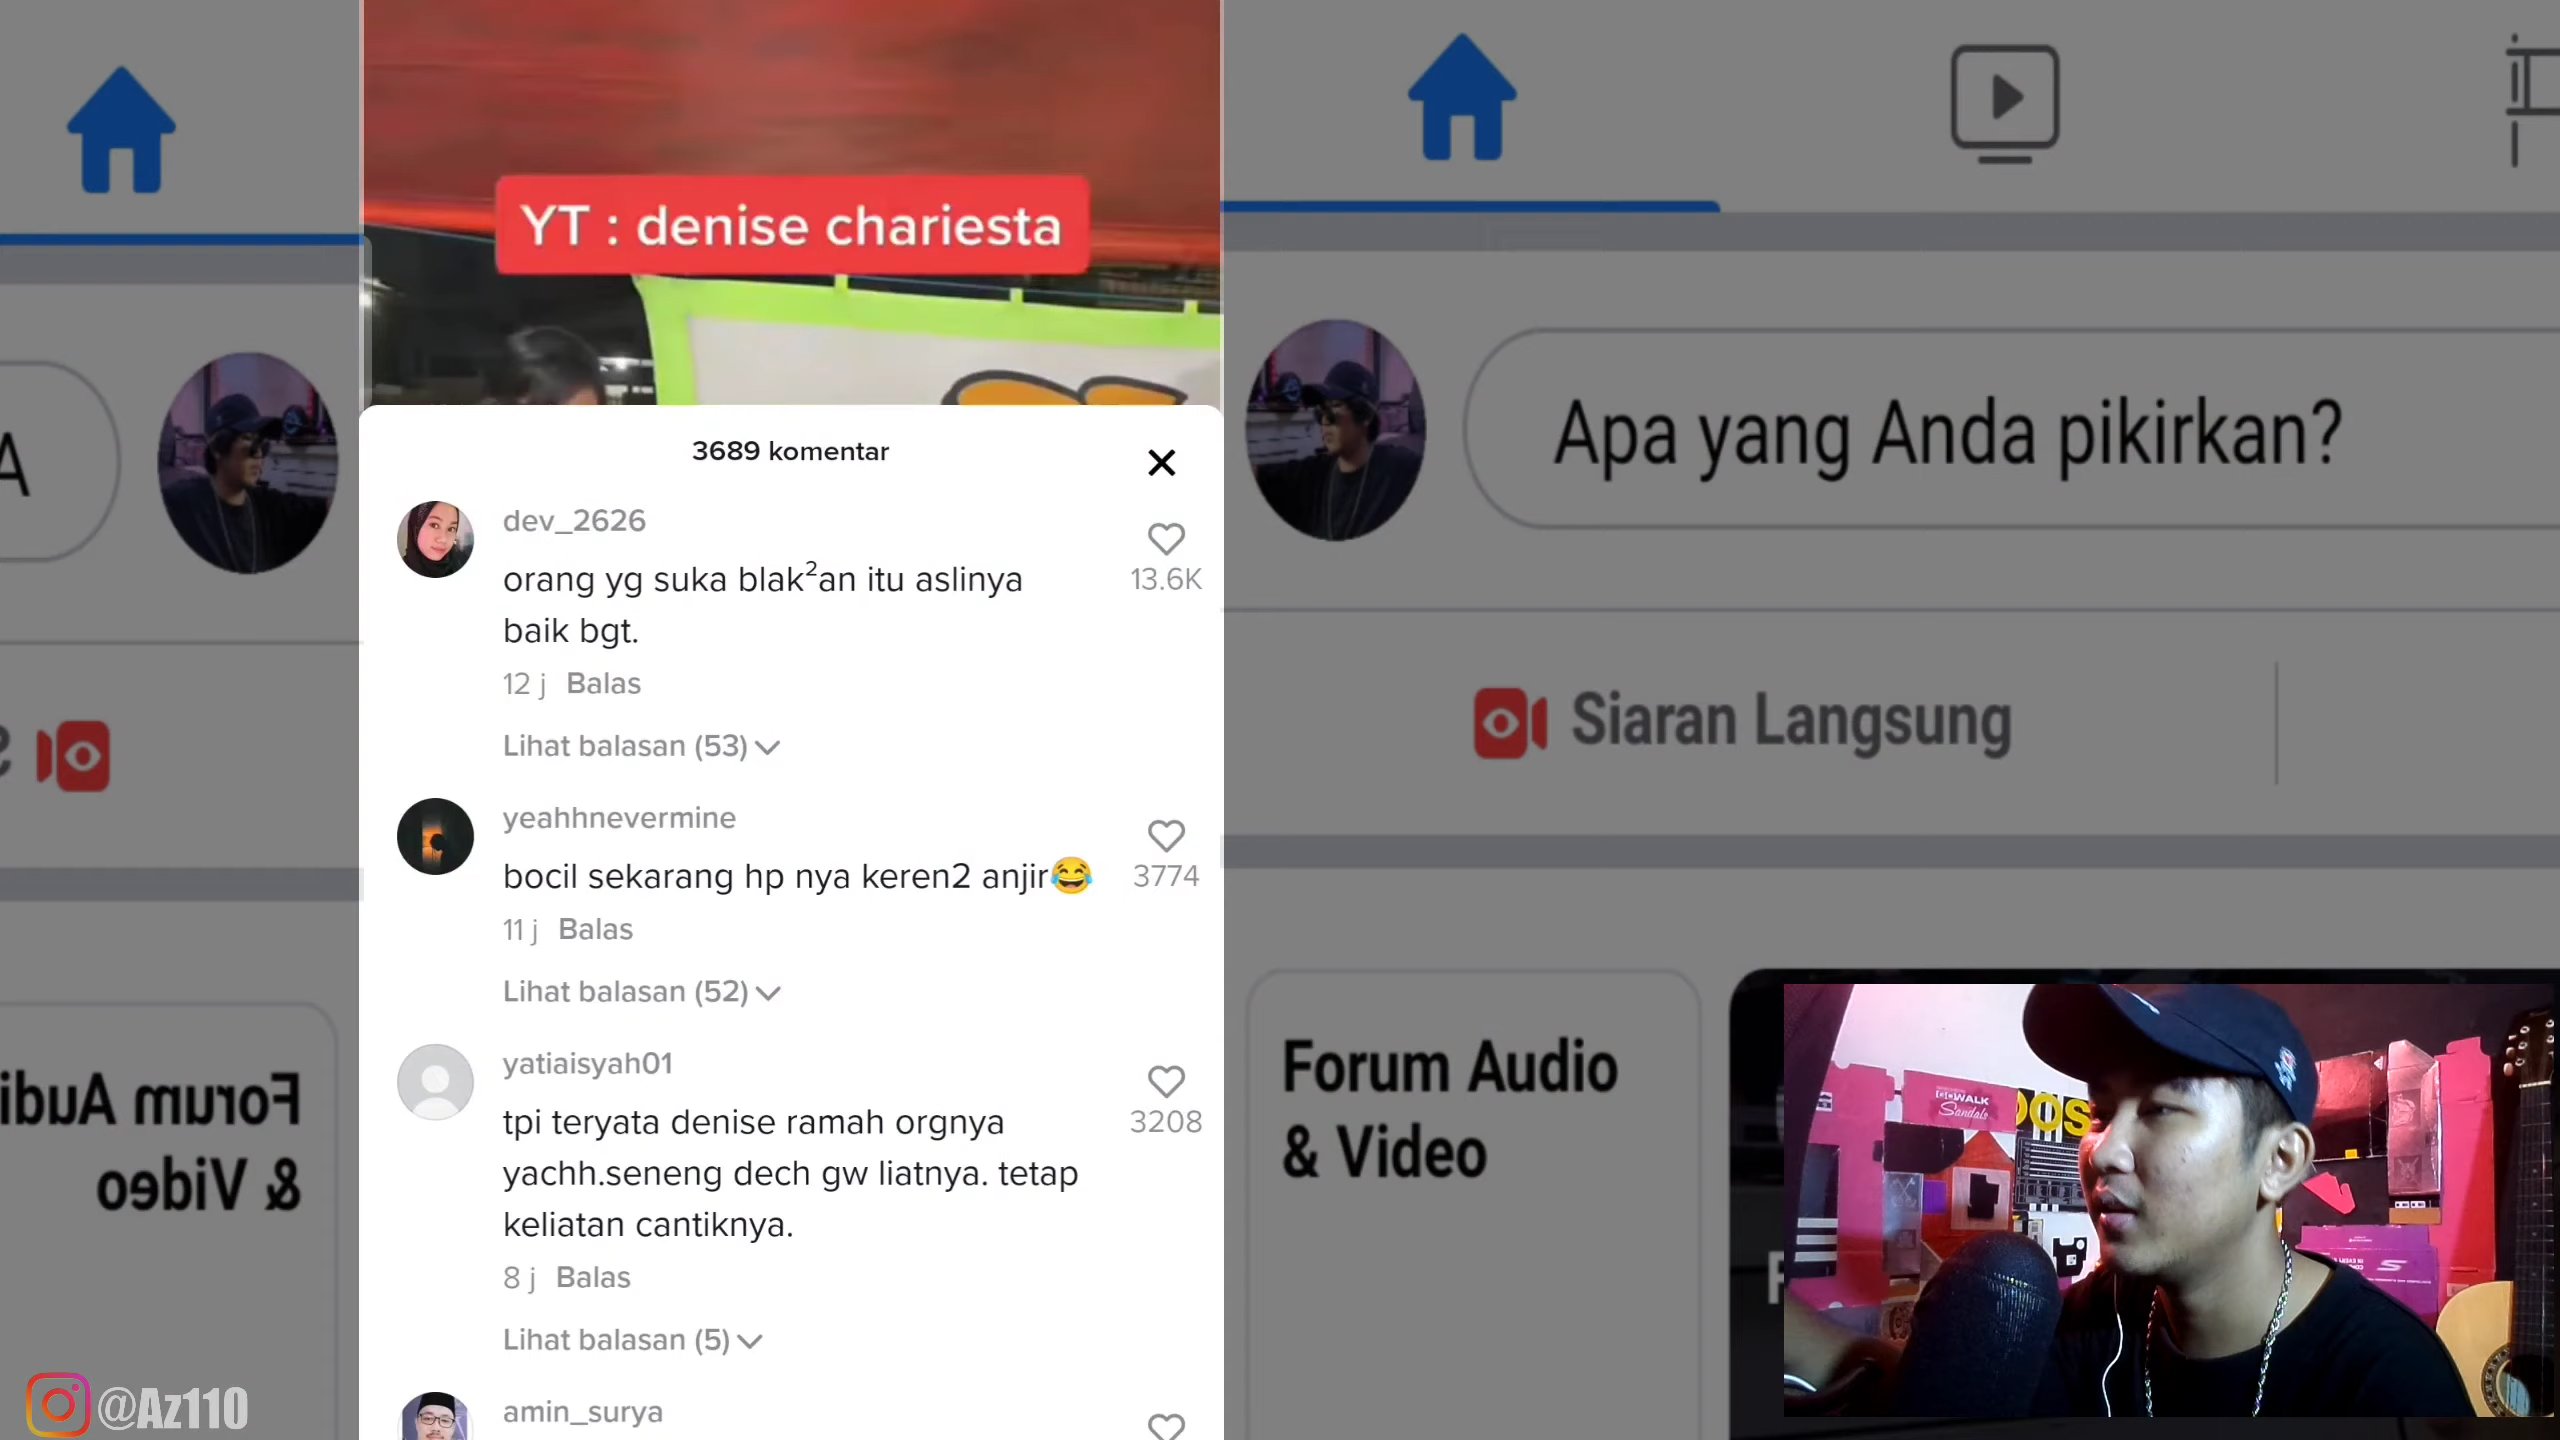 YT : denise chariesta
3689 komentar
dev_2626
orang yg suka blak²an itu aslinya
baik bgt.
13.6K
12 j Balas
Lihat balasan (53)
yeahhnevermine
bocil sekarang hp nya keren2 anjir😂
3774
11 j Balas
Lihat balasan (52)
yatiaisyah01
tpi teryata denise ramah orgnya
yachh.seneng dech gw liatnya. tetap
keliatan cantiknya.
3208
8 j Balas
Lihat balasan (5)
amin_surya
Apa yang Anda pikirkan?
Siaran Langsung
Forum Audio
& Video
A
Forum Audi
& Video
GOWALK
Sandals
@Az110